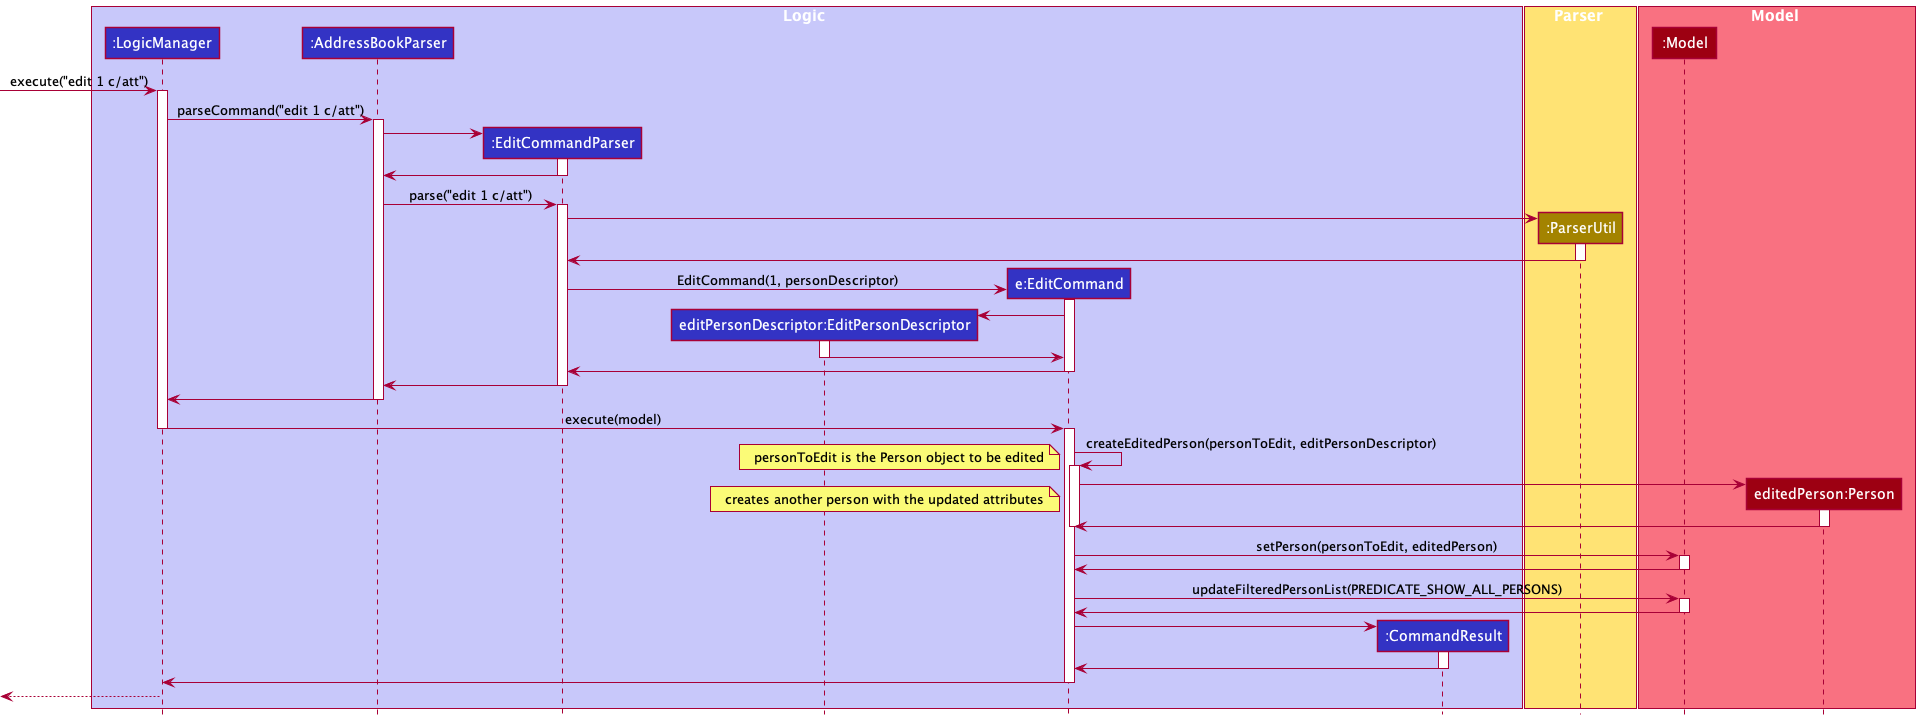 Logic
Parser
Model
:LogicManager
:AddressBookParser
:Model
execute("edit 1 c/att")
parseCommand("edit 1 c/att")
:EditCommandParser
parse("edit 1 c/att")
:ParserUtil
EditCommand(1, personDescriptor)
e:EditCommand
editPersonDescriptor:EditPersonDescriptor
execute(model)
createEditedPerson(personToEdit, editPersonDescriptor)
personToEdit is the Person object to be edited
creates another person with the updated attributes
editedPerson:Person
setPerson(personToEdit, editedPerson)
updateFilteredPersonList(PREDICATE_SHOW_ALL_PERSONS)
:CommandResult